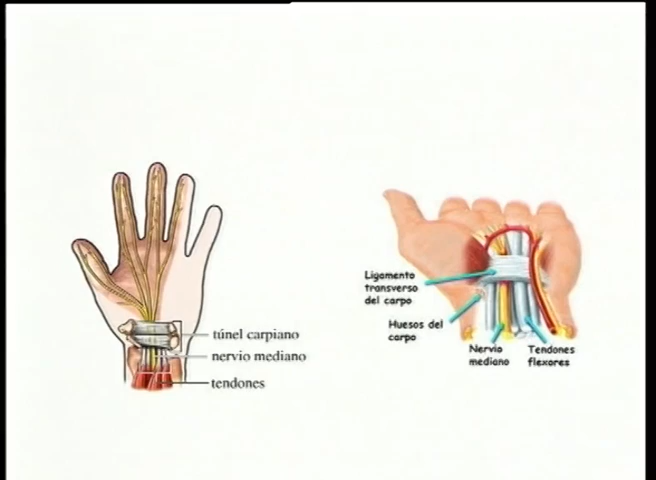 túnel carpiano
nervio mediano
tendones
Ligamento
transverso
del carpo
Huesos del
carpo
Nervio
mediano
Tendones
flexores